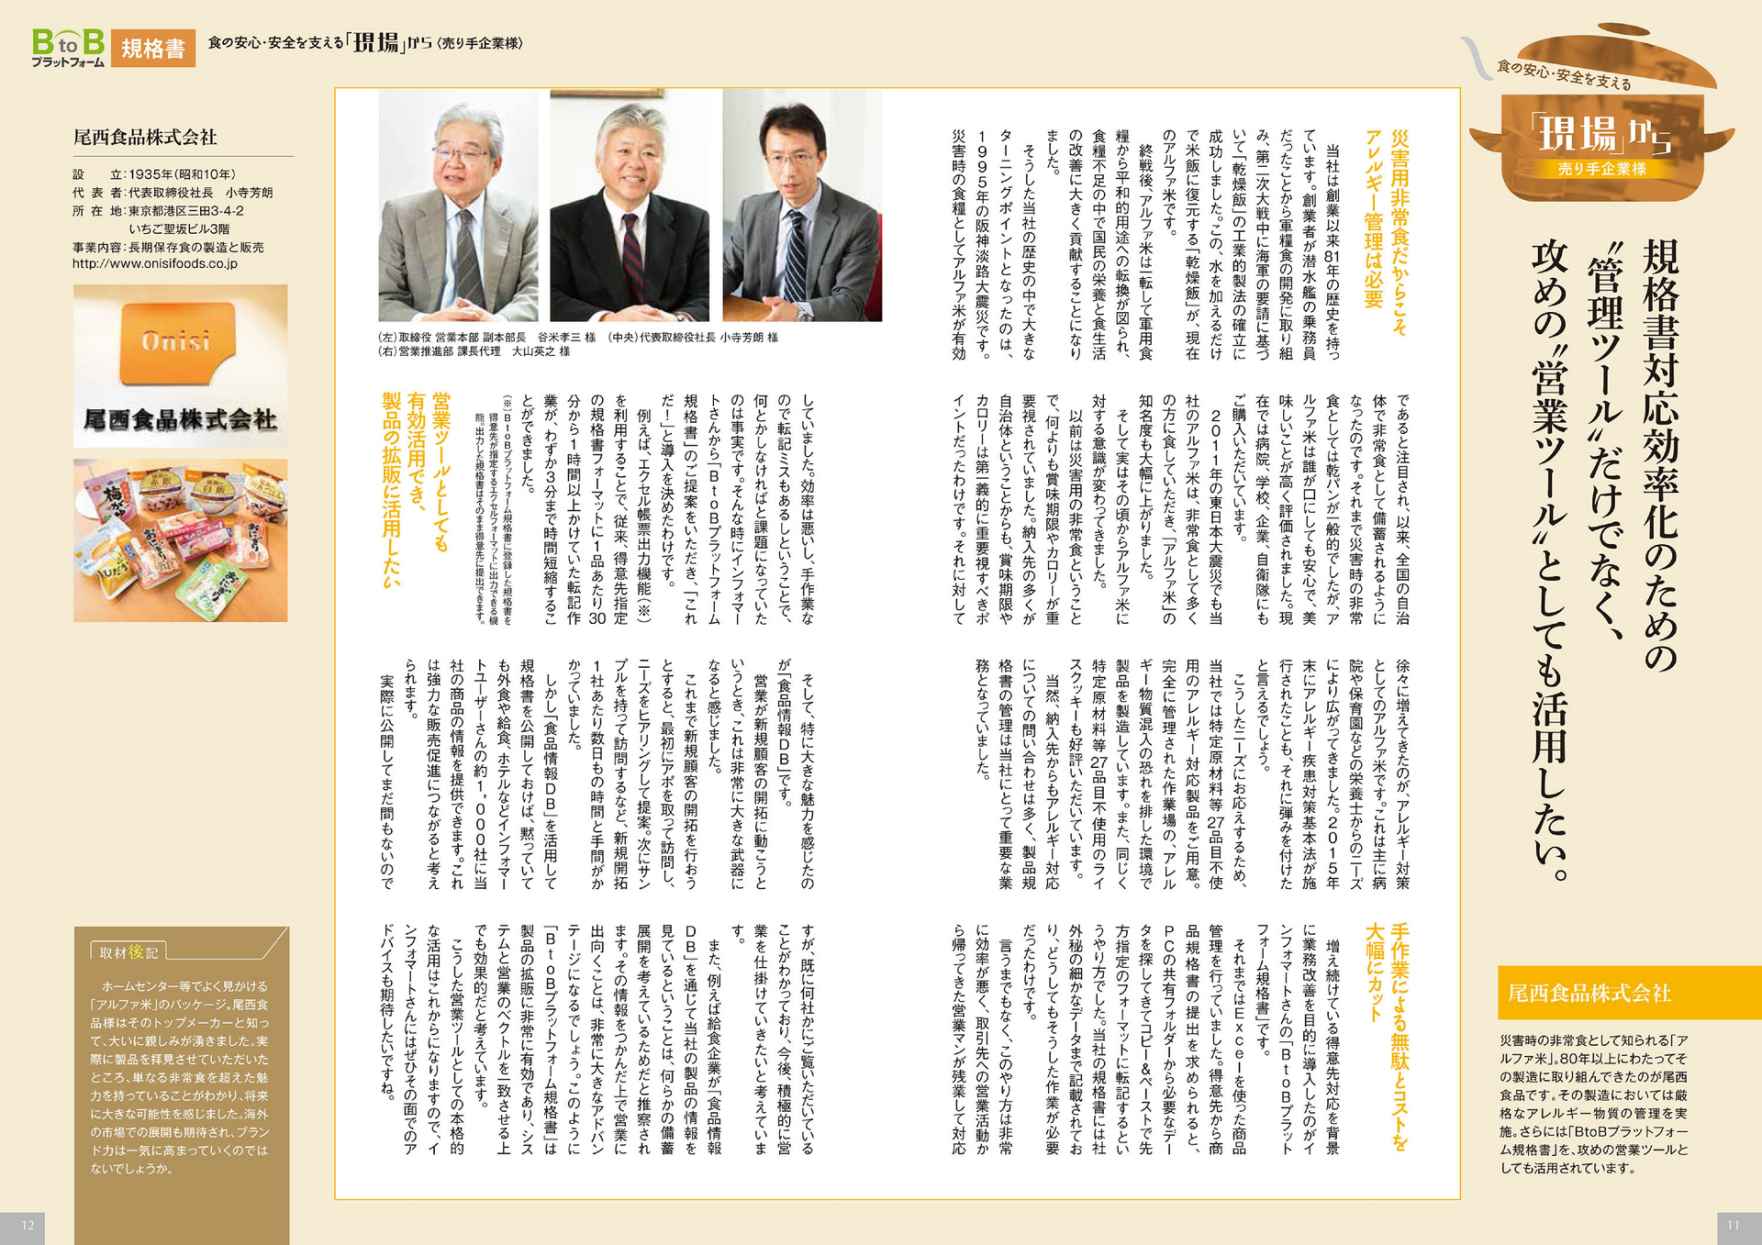 BtoB
プラットフォーム
規格書
食の安心・安全を支える「現場」から〈売り手企業様〉
食の安心・安全を支える
「現場」から
売り手企業様
規格書対応効率化のための
〝管理ツール〟だけでなく、
攻めの〝営業ツール〟としても活用したい。
尾西食品株式会社
災害時の非常食として知られる「ア
ルファ米」。80年以上にわたってそ
の製造に取り組んできたのが尾西
食品です。その製造においては厳
格なアレルギー物質の管理を実
施。さらには「BtoBプラットフォー
ム規格書」を、攻めの営業ツールと
しても活用されています。
災害用非常食だからこそ
アレルギー管理は必要
当社は創業以来81年の歴史を持っ
ています。創業者が潜水艦の乗務員
だったことから軍糧食の開発に取り組
み、第二次大戦中に海軍の要請に基づ
いて「乾燥飯」の工業的製法の確立に
成功しました。この、水を加えるだけ
で米飯に復元する「乾燥飯」が、現在
のアルファ米です。
終戦後、アルファ米は一転して軍用食
糧から平和的用途への転換が図られ、
食糧不足の中で国民の栄養と食生活
の改善に大きく貢献することになり
ました。
そうした当社の歴史の中で大きな
ターニングポイントとなったのは、
1995年の阪神淡路大震災です。
災害時の食糧としてアルファ米が有効
であると注目され、以来、全国の自治
体で非常食として備蓄されるように
なったのです。それまで災害時の非常
食としては乾パンが一般的でしたが、ア
ルファ米は誰が口にしても安心で、美
味しいことが高く評価されました。現
在では病院、学校、企業、自衛隊にも
ご購入いただいています。
2011年の東日本大震災でも当
社のアルファ米は、非常食として多く
の方に食していただき、「アルファ米」の
知名度も大幅に上がりました。
そして実はその頃からアルファ米に
対する意識が変わってきました。
以前は災害用の非常食ということ
で、何よりも賞味期限やカロリーが重
要視されていました。納入先の多くが
自治体ということからも、賞味期限や
カロリーは第一義的に重要視すべきポ
イントだったわけです。それに対して
徐々に増えてきたのが、アレルギー対策
としてのアルファ米です。これは主に病
院や保育園などの栄養士からのニーズ
により広がってきました。2015年
末にアレルギー疾患対策基本法が施
行されたことも、それに弾みを付けた
と言えるでしょう。
こうしたニーズにお応えするため、
当社では特定原材料等27品目不使
用のアレルギー対応製品をご用意。
完全に管理された作業場の、アレル
ギー物質混入の恐れを排した環境で
製品を製造しています。また、同じく
特定原材料等27品目不使用のライ
スクッキーも好評いただいています。
当然、納入先からもアレルギー対応
についての問い合わせは多く、製品規
格書の管理は当社にとって重要な業
務となっていました。
手作業による無駄とコストを
大幅にカット
増え続けている得意先対応を背景
に業務改善を目的に導入したのがイ
ンフォマートさんの「BtoBプラット
フォーム規格書」です。
それまではExcelを使った商品
管理を行っていました。得意先から商
品規格書の提出を求められると、
PCの共有フォルダーから必要なデー
タを探してきてコピー&ペーストで先
方指定のフォーマットに転記するとい
うやり方でした。当社の規格書には社
外秘の細かなデータまで記載されてお
り、どうしてもそうした作業が必要
だったわけです。
言うまでもなく、このやり方は非常
に効率が悪く、取引先への営業活動か
ら帰ってきた営業マンが残業して対応
(左)取締役 営業本部 副本部長 谷米孝三 様 (中央)代表取締役社長 小寺芳朗 様
(右)営業推進部 課長代理 大山英之 様
していました。効率は悪いし、手作業な
ので転記ミスもあるしということで、
何とかしなければと課題になっていた
のは事実です。そんな時にインフォマー
トさんから「BtoBプラットフォーム
規格書」のご提案をいただき、「これ
だ!」と導入を決めたわけです。
例えば、エクセル帳票出力機能(※)
を利用することで、従来、得意先指定
の規格書フォーマットに1品あたり30
分から1時間以上かけていた転記作
業が、わずか3分まで時間短縮するこ
とができました。
(※)BtoBプラットフォーム規格書に登録した規格書を
得意先が指定するエクセルフォーマットに出力できる機
能。出力した規格書はそのまま得意先に提出できます。
営業ツールとしても
有効活用でき、
製品の拡販に活用したい
そして、特に大きな魅力を感じたの
が「食品情報DB」です。
営業が新規顧客の開拓に動こうと
いうとき、これは非常に大きな武器に
なると感じました。
これまで新規顧客の開拓を行おう
とすると、最初にアポを取って訪問し、
ニーズをヒアリングして提案。次にサン
プルを持って訪問するなど、新規開拓
1社あたり数日もの時間と手間がか
かっていました。
しかし「食品情報DB」を活用して
規格書を公開しておけば、黙っていて
も外食や給食、ホテルなどインフォマー
トユーザーさんの約1,000社に当
社の商品の情報を提供できます。これ
は強力な販売促進につながると考え
られます。
実際に公開してまだ間もないので
すが、既に何社かにご覧いただいている
ことがわかっており、今後、積極的に営
業を仕掛けていきたいと考えていま
す。
また、例えば給食企業が「食品情報
DB」を通じて当社の製品の情報を
見ているということは、何らかの備蓄
展開を考えているためだと推察され
ます。その情報をつかんだ上で営業に
出向くことは、非常に大きなアドバン
テージになるでしょう。このように
「BtoBプラットフォーム規格書」は
製品の拡販に非常に有効であり、シス
テムと営業のベクトルを一致させる上
でも効果的だと考えています。
こうした営業ツールとしての本格的
な活用はこれからになりますので、イ
ンフォマートさんにはぜひその面でのア
ドバイスも期待したいですね。
尾西食品株式会社
設 立:1935年(昭和10年)
代 表 者:代表取締役社長 小寺芳朗
所 在 地:東京都港区三田3-4-2
いちご聖坂ビル3階
事業内容:長期保存食の製造と販売
http://www.onisifoods.co.jp
Onisi
尾西食品株式会社
取材後記
ホームセンター等でよく見かける
「アルファ米」のパッケージ。尾西食
品様はそのトップメーカーと知っ
て、大いに親しみが湧きました。実
際に製品を拝見させていただいた
ところ、単なる非常食を超えた魅
力を持っていることがわかり、将来
に大きな可能性を感じました。海外
の市場での展開も期待され、ブラン
ド力は一気に高まっていくのでは
ないでしょうか。
12
11